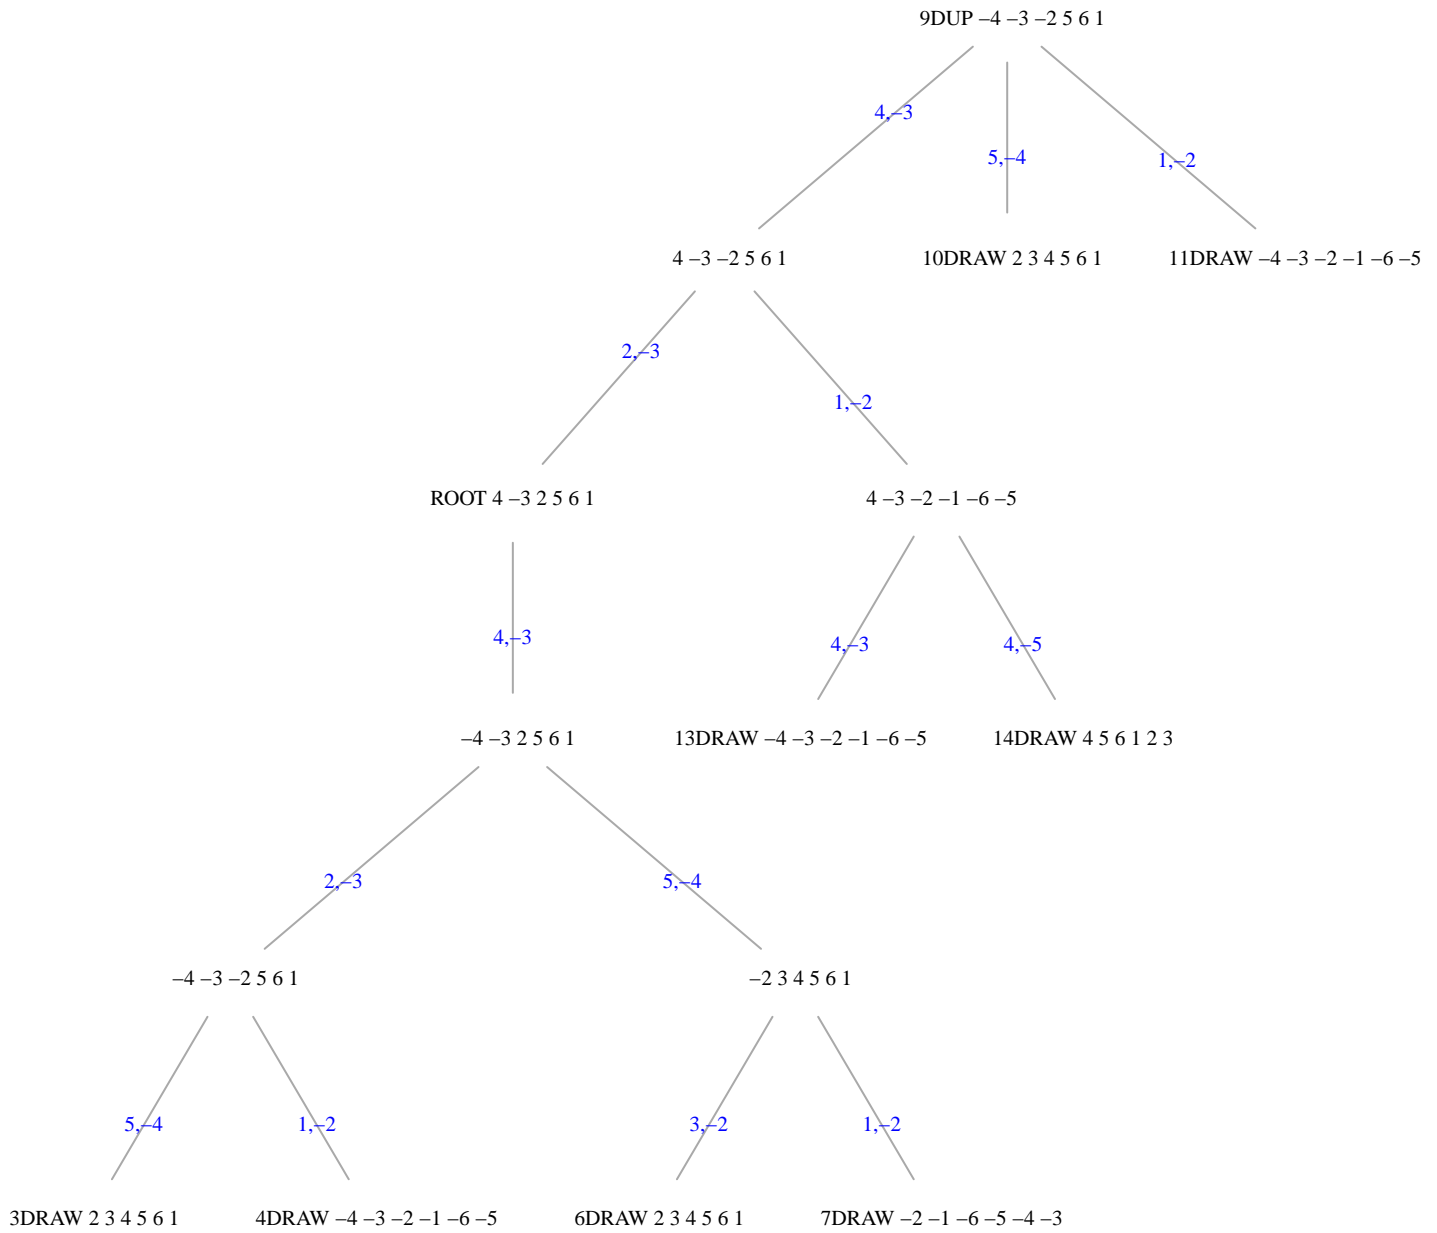 9DUP –4 –3 –2 5 6 1
4,–3
5,–4
1,–2
4 –3 –2 5 6 1
10DRAW 2 3 4 5 6 1
11DRAW –4 –3 –2 –1 –6 –5
2,–3
1,–2
ROOT 4 –3 2 5 6 1
4 –3 –2 –1 –6 –5
4,–3
4,–3
4,–5
–4 –3 2 5 6 1
13DRAW –4 –3 –2 –1 –6 –5
14DRAW 4 5 6 1 2 3
2,–3
5,–4
–4 –3 –2 5 6 1
–2 3 4 5 6 1
5,–4
1,–2
3,–2
1,–2
3DRAW 2 3 4 5 6 1
4DRAW –4 –3 –2 –1 –6 –5
6DRAW 2 3 4 5 6 1
7DRAW –2 –1 –6 –5 –4 –3